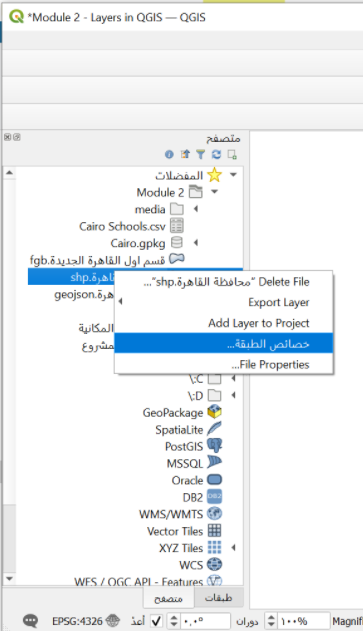 *Module 2 - Layers in QGIS — QGIS
متصفح
المفضلات
Module 2
media
Cairo Schools.csv
Cairo.gpkg
قسم اول القاهرة الجديدة.fgb
قاهرة.shp
هرة.geojson
Delete File “محافظة القاهرة.shp”...
Export Layer
Add Layer to Project
خصائص الطبقة...
File Properties...
المكانية
مشروع
C:\
D:\
GeoPackage
SpatiaLite
PostGIS
MSSQL
Oracle
DB2
WMS/WMTS
Vector Tiles
XYZ Tiles
WCS
WFS / OGC API - Features
طبقات
متصفح
EPSG:4326
أعدّ
٠.٠°
دوران
١٠٠%
Magnif